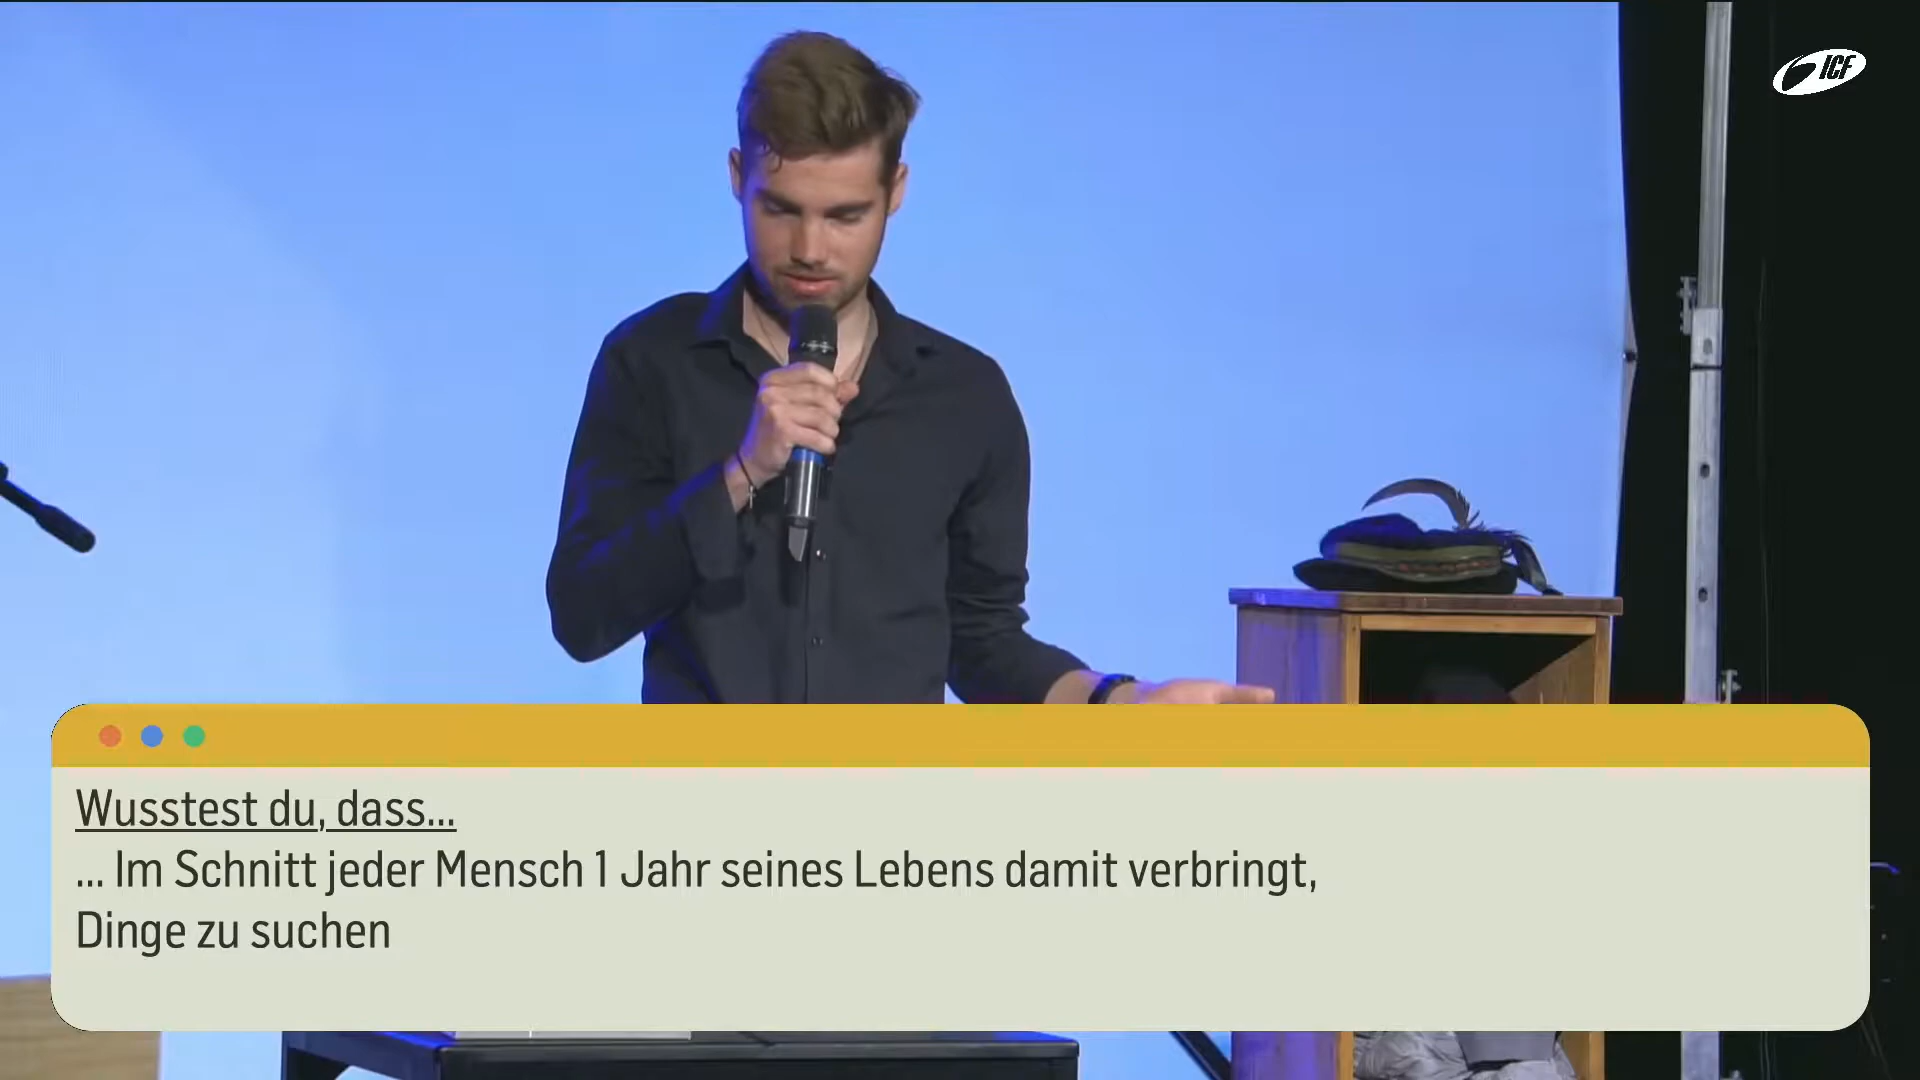 ICF
Wusstest du, dass...
... Im Schnitt jeder Mensch 1 Jahr seines Lebens damit verbringt,
Dinge zu suchen